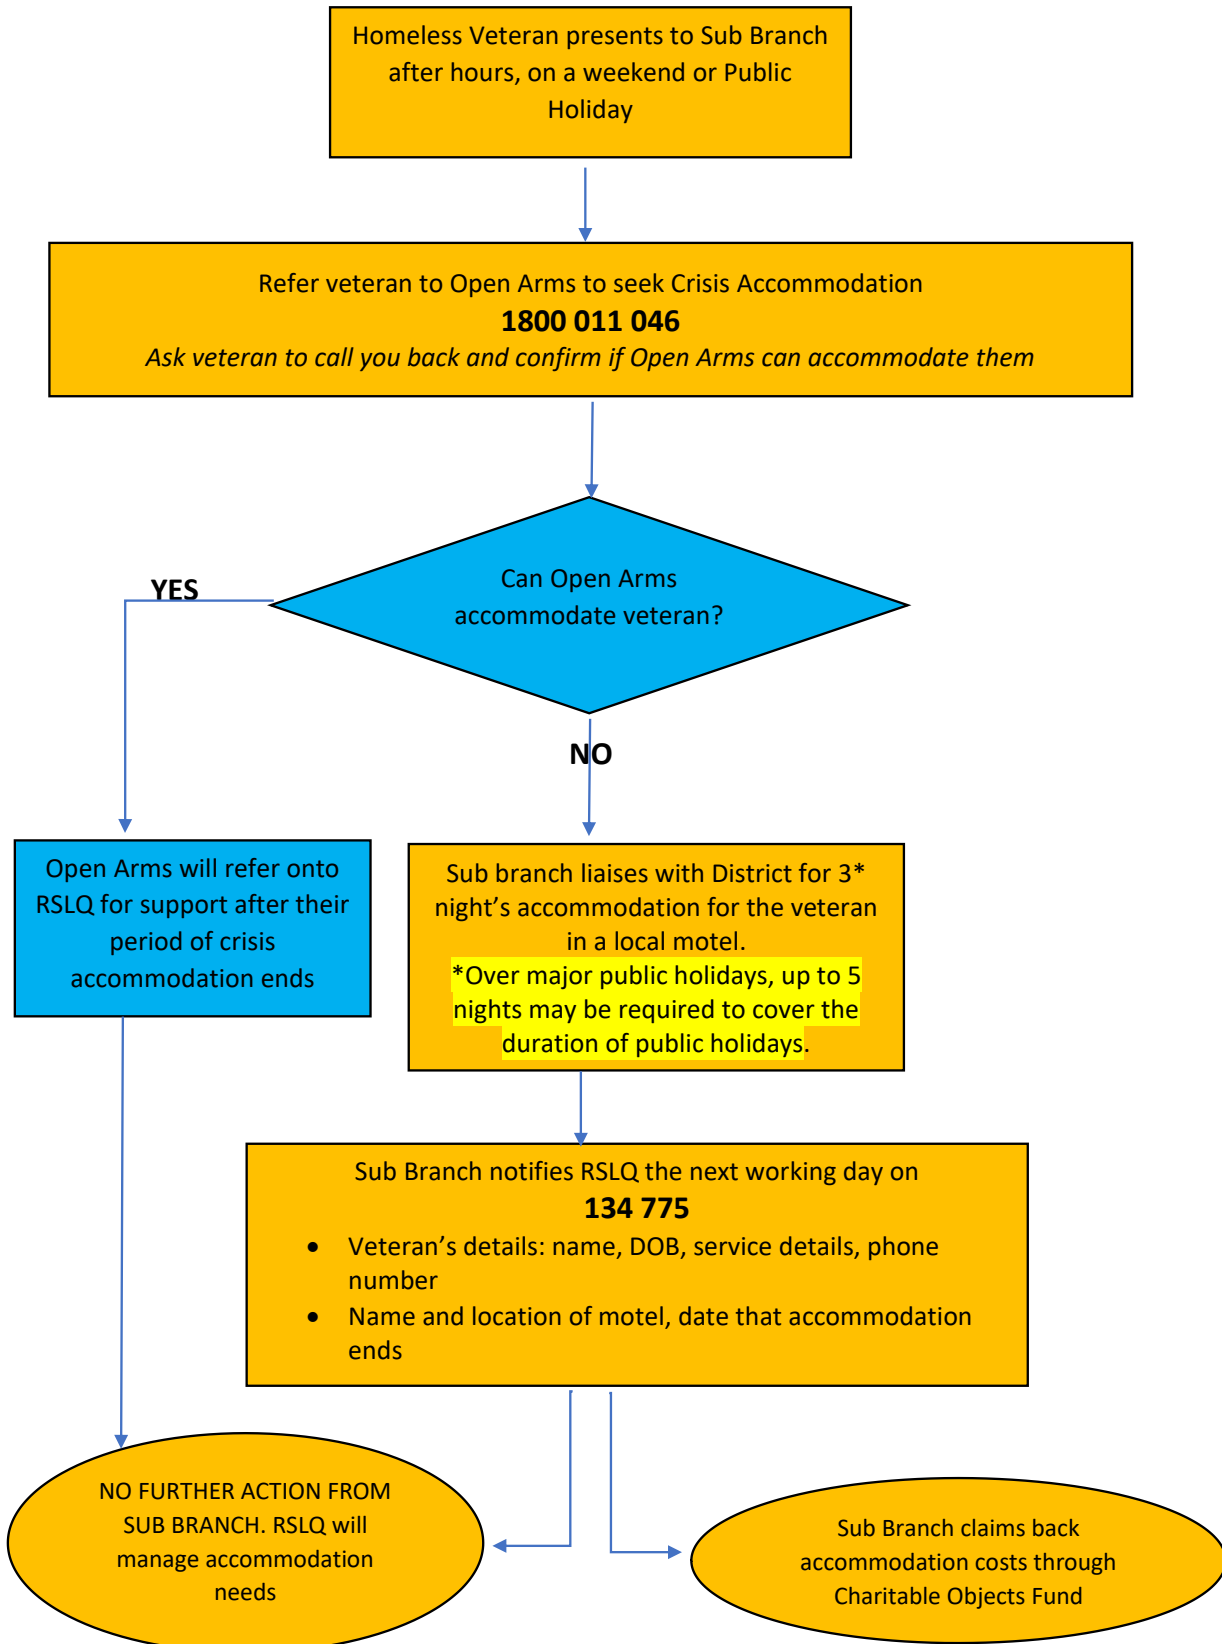 Homeless Veteran presents to Sub Branch
after hours, on a weekend or Public
Holiday
Refer veteran to Open Arms to seek Crisis Accommodation
1800 011 046
Ask veteran to call you back and confirm if Open Arms can accommodate them
Can Open Arms
accommodate veteran?
YES
NO
Open Arms will refer onto
RSLQ for support after their
period of crisis
accommodation ends
Sub branch liaises with District for 3*
night’s accommodation for the veteran
in a local motel.
*Over major public holidays, up to 5
nights may be required to cover the
duration of public holidays.
Sub Branch notifies RSLQ the next working day on
134 775
• Veteran’s details: name, DOB, service details, phone
number
• Name and location of motel, date that accommodation
ends
NO FURTHER ACTION FROM
SUB BRANCH. RSLQ will
manage accommodation
needs
Sub Branch claims back
accommodation costs through
Charitable Objects Fund